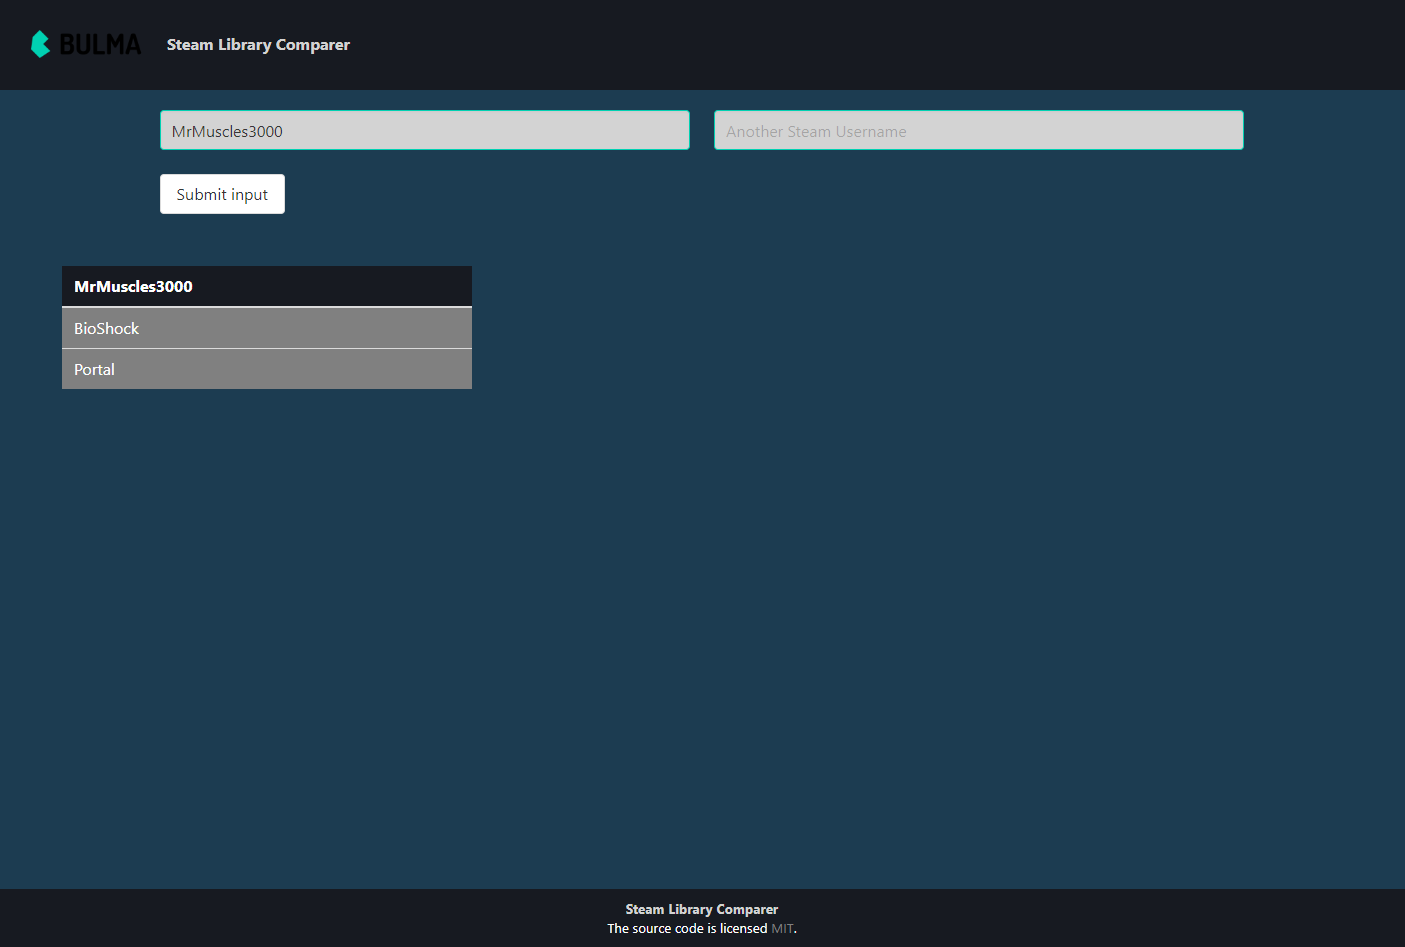 BULMA
Steam Library Comparer
MrMuscles3000
Another Steam Username
Submit input
MrMuscles3000
BioShock
Portal
Steam Library Comparer
The source code is licensed MIT.